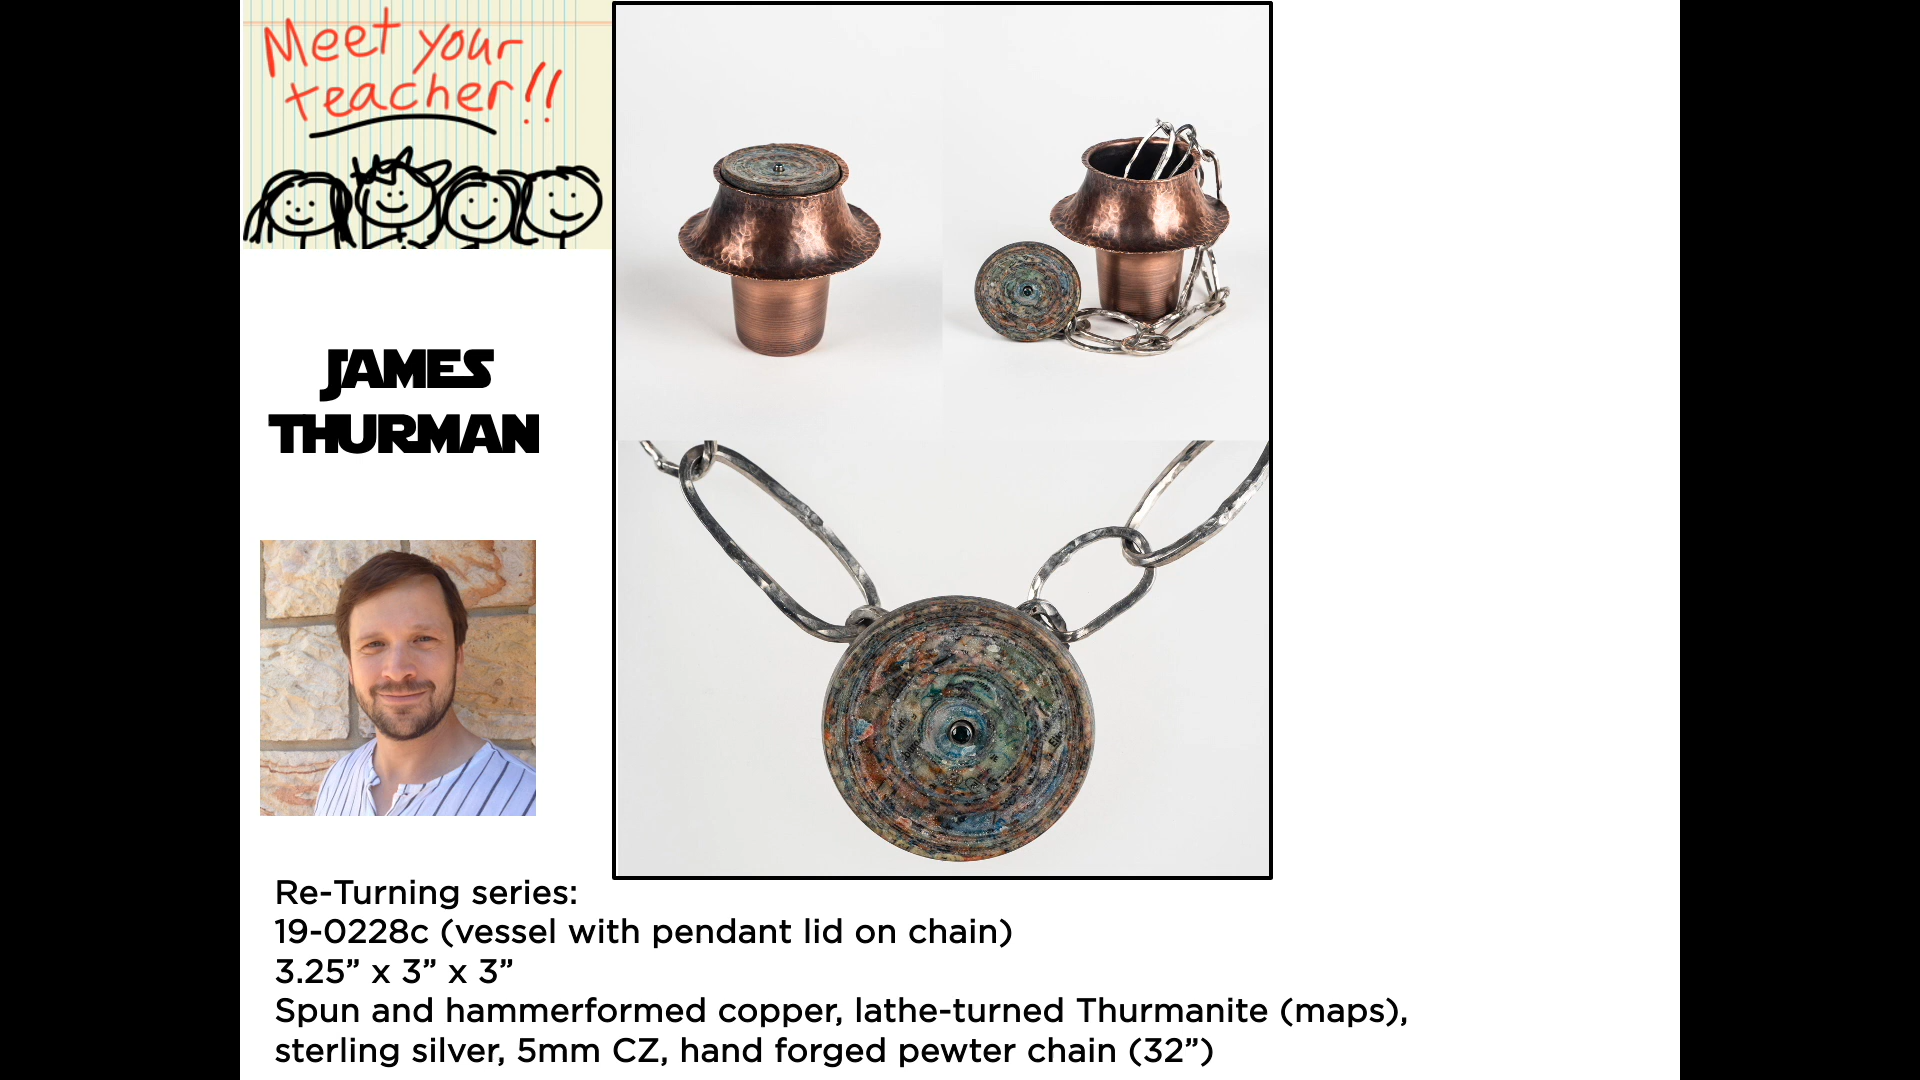 Meet your
teacher!!
JAMES
THURMAN
Re-Turning series:
19-0228c (vessel with pendant lid on chain)
3.25” x 3” x 3”
Spun and hammerformed copper, lathe-turned Thurmanite (maps),
sterling silver, 5mm CZ, hand forged pewter chain (32”)